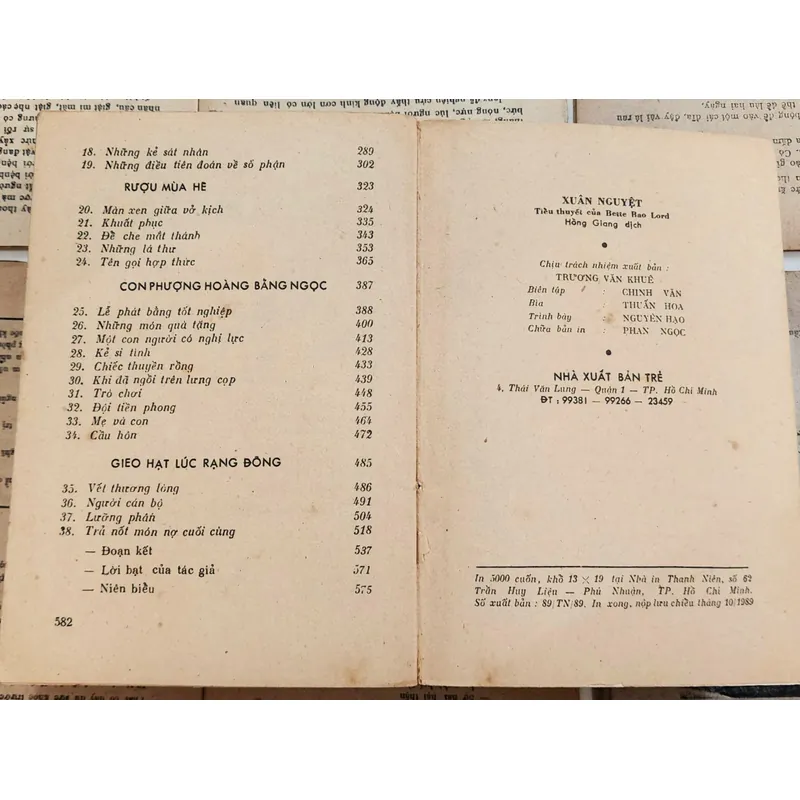 18. Những kẻ sát nhân 289
19. Những điều tiên đoán về số phận 302
RƯỢU MÙA HÈ 323
20. Màn xen giữa vở kịch 324
21. Khuất phục 335
22. Để che mắt thánh 343
23. Những lá thư 353
24. Tên gọi hợp thức 365
CON PHƯỢNG HOÀNG BẰNG NGỌC 387
25. Lễ phát bằng tốt nghiệp 388
26. Những món quà tặng 400
27. Một con người có nghị lực 413
28. Kẻ si tình 428
29. Chiếc thuyền rồng 433
30. Khi đã ngồi trên lưng cọp 439
31. Trò chơi 448
32. Đội tiền phong 455
33. Mẹ và con 464
34. Cầu hôn 472
GIEO HẠT LÚC RẠNG ĐÔNG 485
35. Vết thương lòng 486
36. Người cán bộ 491
37. Lưỡng phân 504
38. Trả nốt món nợ cuối cùng 518
— Đoạn kết 537
— Lời bạt của tác giả 571
— Niên biểu 575
582
XUÂN NGUYỆT
Tiểu thuyết của Bette Bao Lord
Hồng Giang dịch
Chịu trách nhiệm xuất bản :
TRƯƠNG VĂN KHUÊ
Biên tập : CHINH VĂN
Bìa : THUẦN HOA
Trình bày : NGUYÊN HẠO
Chữa bản in : PHAN NGỌC
NHÀ XUẤT BẢN TRẺ
4. Thái Văn Lung — Quận 1 — TP. Hồ Chí Minh
ĐT : 99381 — 99266 — 23459
In 5000 cuốn, khổ 13 × 19 tại Nhà in Thanh Niên, số 62
Trần Huy Liệu — Phú Nhuận, TP. Hồ Chí Minh.
Số xuất bản : 89/TN/89. In xong, nộp lưu chiểu tháng 10/1989